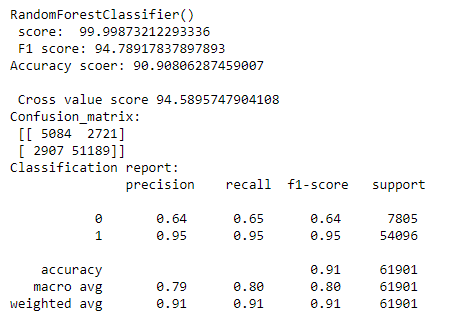 RandomForestClassifier()
score:  99.99873212293336
F1 score: 94.78917837897893
Accuracy scoer: 90.90806287459007
Cross value score 94.5895747904108
Confusion_matrix:
[[ 5084  2721]
[ 2907 51189]]
Classification report:
precision    recall  f1-score   support
0       0.64      0.65      0.64      7805
1       0.95      0.95      0.95     54096
accuracy                           0.91     61901
macro avg       0.79      0.80      0.80     61901
weighted avg       0.91      0.91      0.91     61901